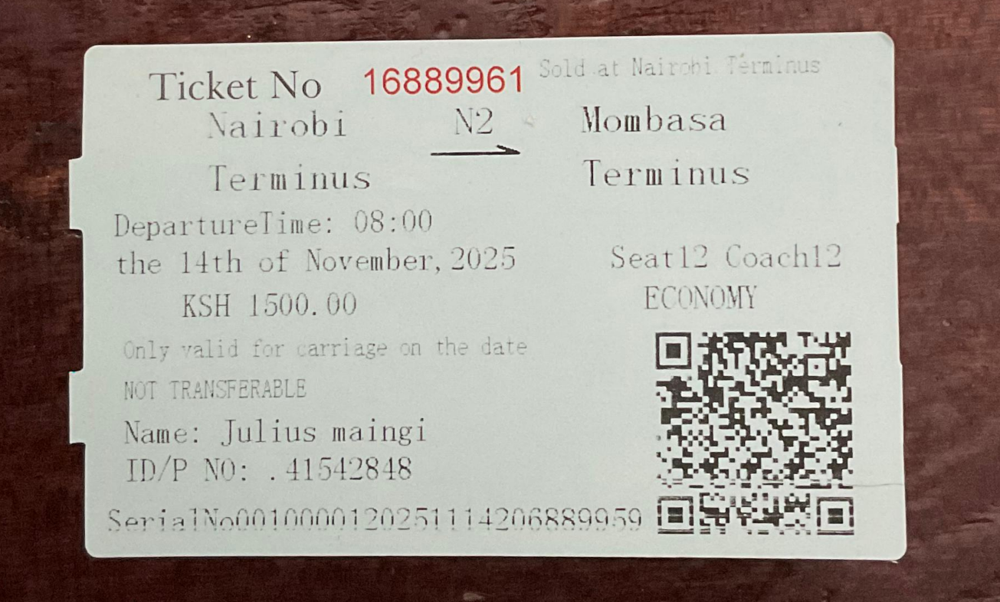 Ticket No 16889961 Sold at Nairobi Terminus
Nairobi N2 Mombasa
Terminus Terminus
DepartureTime: 08:00
the 14th of November, 2025 Seat12 Coach12
KSH 1500.00 ECONOMY
Only valid for carriage on the date
NOT TRANSFERABLE
Name: Julius maingi
ID/P NO: .41542848
SerialNo0010000120251114206889959